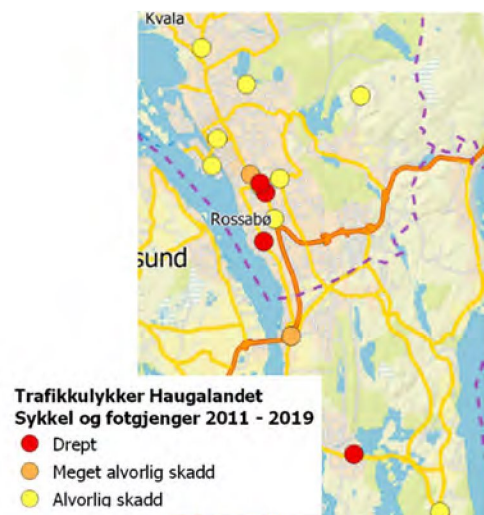 Kvala
Rossabø
sund
Trafikkulykker Haugalandet
Sykkel og fotgjenger 2011 - 2019
Drept
Meget alvorlig skadd
Alvorlig skadd